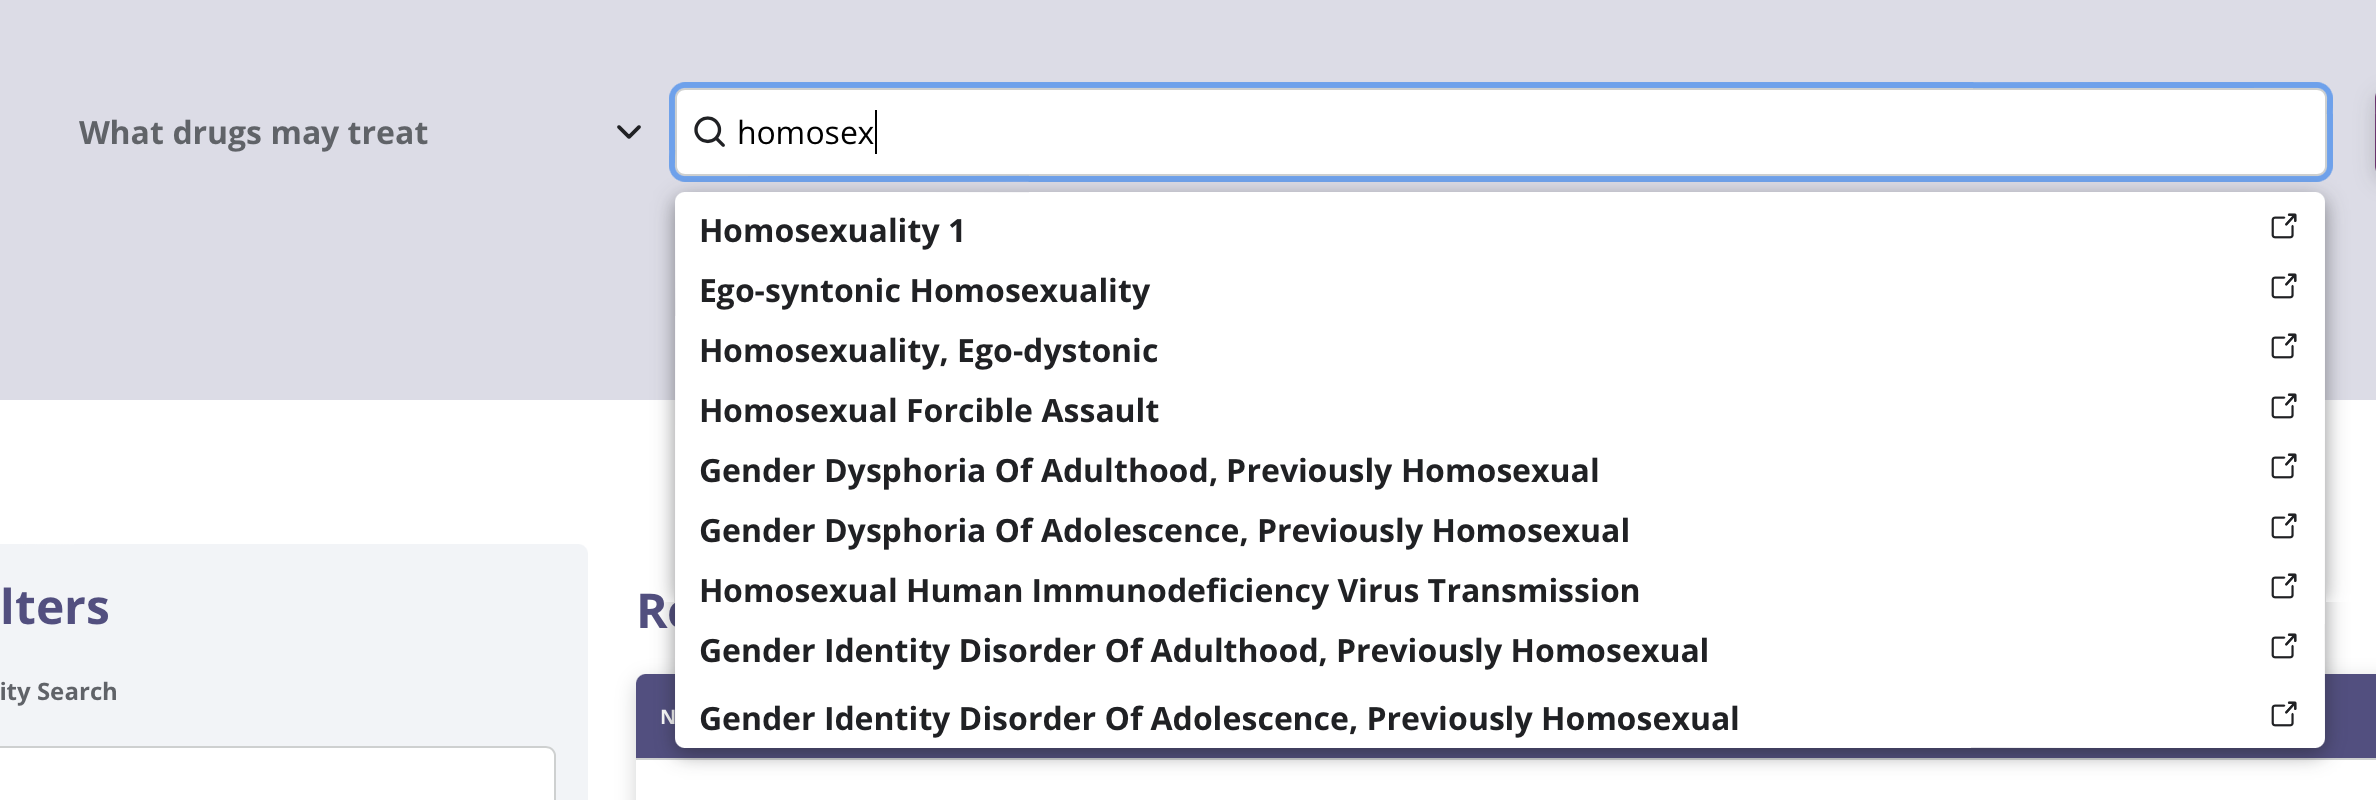 What drugs may treat
homosex
Homosexuality 1
Ego-syntonic Homosexuality
Homosexuality, Ego-dystonic
Homosexual Forcible Assault
Gender Dysphoria Of Adulthood, Previously Homosexual
Gender Dysphoria Of Adolescence, Previously Homosexual
Homosexual Human Immunodeficiency Virus Transmission
Gender Identity Disorder Of Adulthood, Previously Homosexual
Gender Identity Disorder Of Adolescence, Previously Homosexual
lters
ity Search